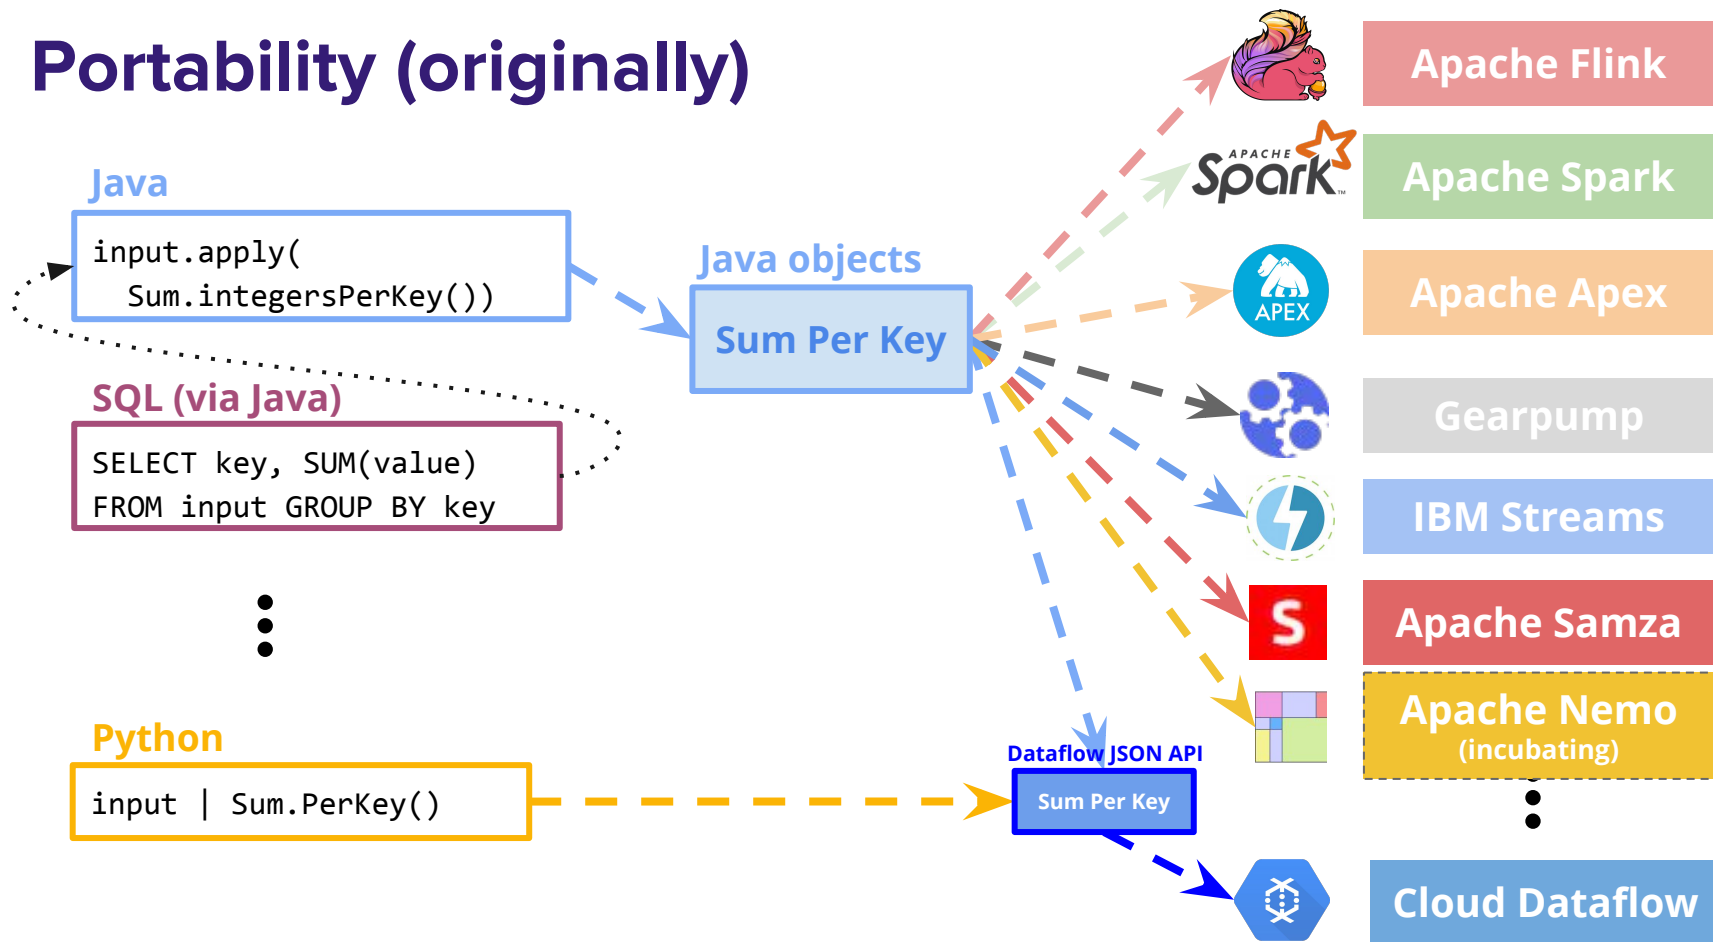 Portability (originally)
Java
input.apply(
  Sum.integersPerKey())
SQL (via Java)
SELECT key, SUM(value)
FROM input GROUP BY key
Python
input | Sum.PerKey()
Java objects
Sum Per Key
Dataflow JSON API
Sum Per Key
Apache Flink
APACHE
Spark™
Apache Spark
APEX
Apache Apex
Gearpump
IBM Streams
S
Apache Samza
Apache Nemo
(incubating)
Cloud Dataflow